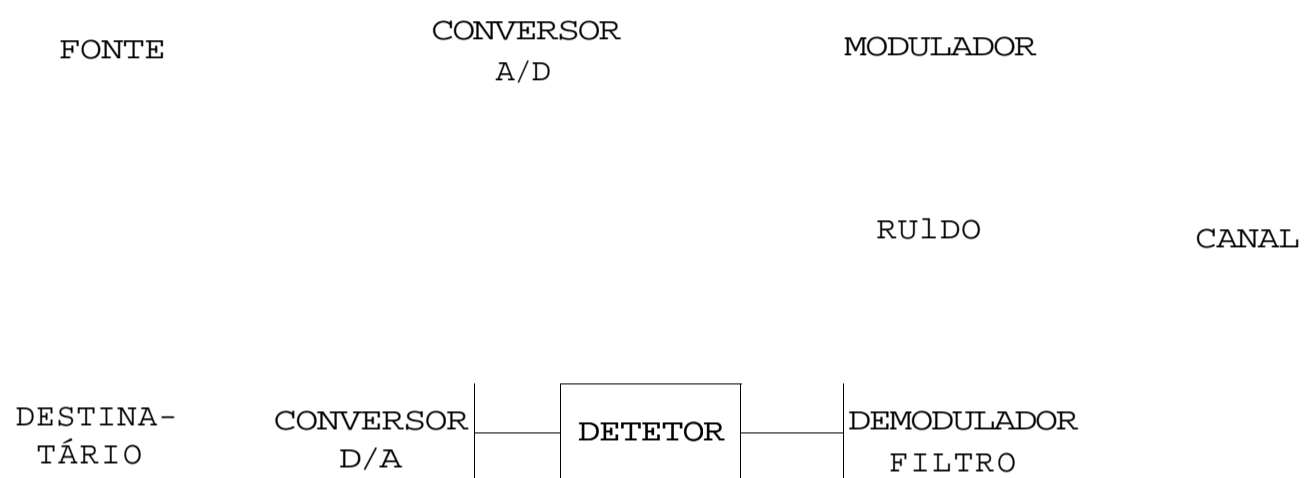 FONTE
CONVERSOR
A/D
MODULADOR
RUlDO
CANAL
DESTINA-
TÁRIO
CONVERSOR
D/A
DETETOR
DEMODULADOR
FILTRO